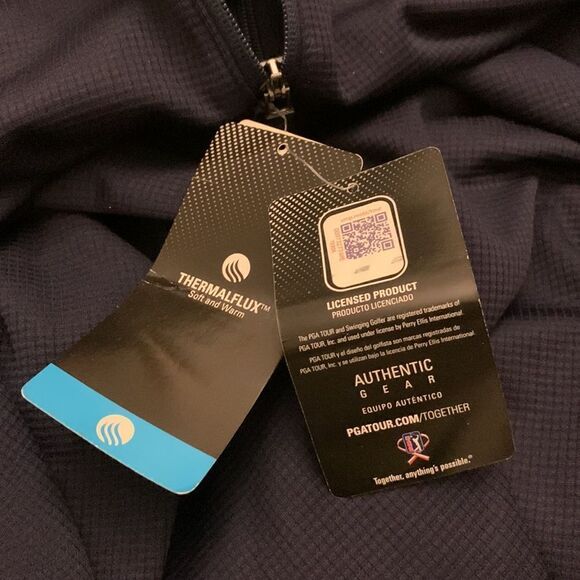 THERMALFLUX™
Soft and Warm
LICENSED PRODUCT
PRODUCTO LICENCIADO
The PGA TOUR and Swinging Golfer are registered trademarks of
PGA TOUR, Inc. and used under license by Perry Ellis International.
PGA TOUR y el diseño del golfista son marcas registradas de
PGA TOUR, Inc. y se utilizan bajo la licencia de Perry Ellis International.
AUTHENTIC
GEAR
EQUIPO AUTÉNTICO
PGATOUR.COM/TOGETHER
Together, anything's possible.®